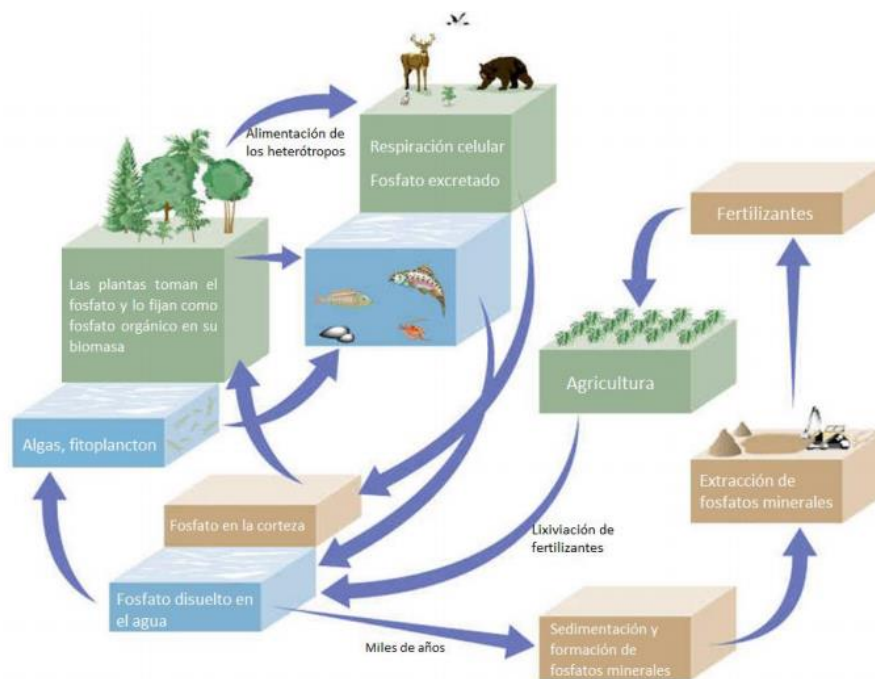 Alimentación de
los heterótropos
Respiración celular
Fosfato excretado
Fertilizantes
Las plantas toman el
fosfato y lo fijan como
fosfato orgánico en su
biomasa
Agricultura
Algas, fitoplancton
Extracción de
fosfatos minerales
Fosfato en la corteza
Lixiviación de
fertilizantes
Fosfato disuelto en
el agua
Miles de años
Sedimentación y
formación de
fosfatos minerales